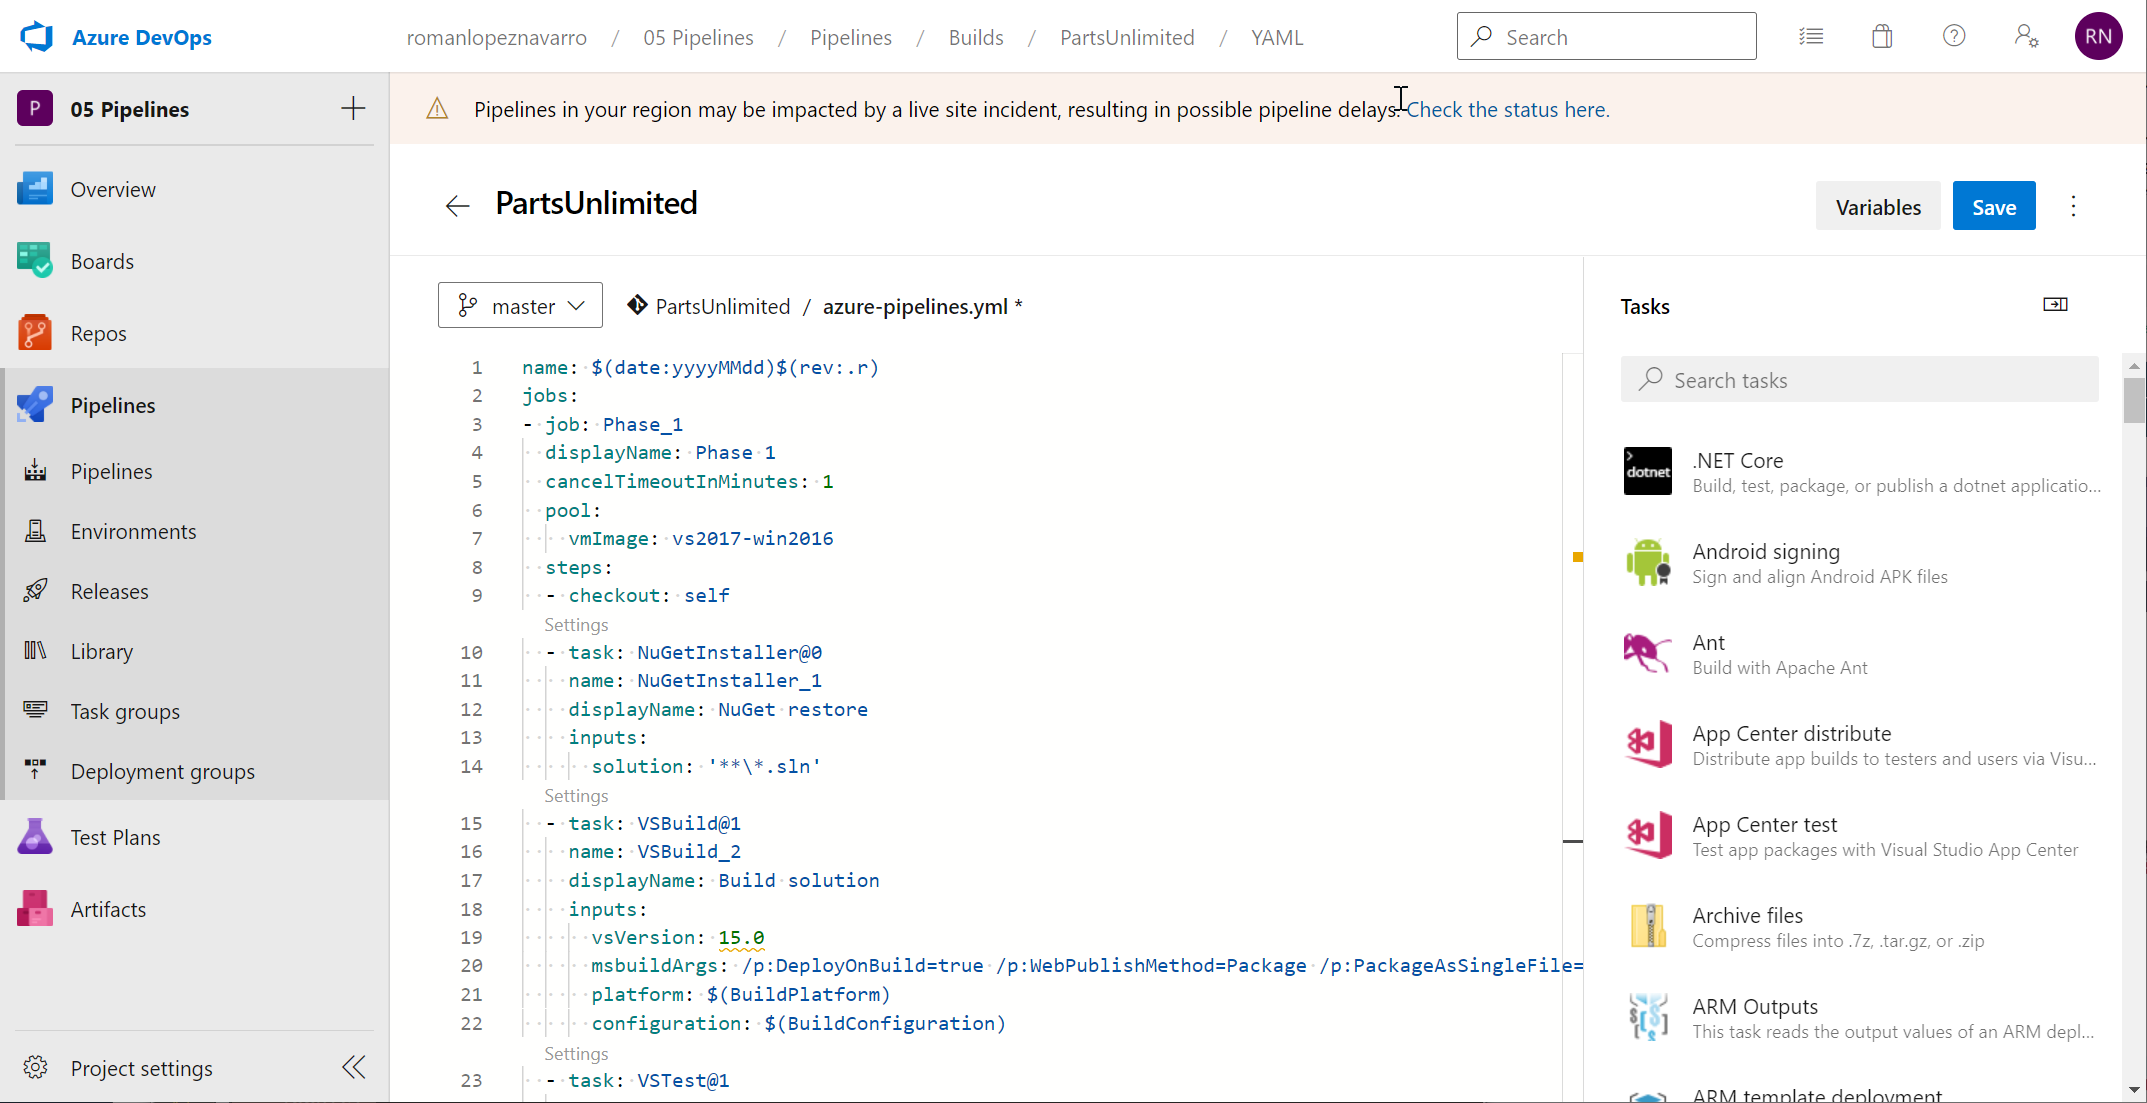 Azure DevOps
romanlopeznavarro / 05 Pipelines / Pipelines / Builds / PartsUnlimited / YAML
Search
RN
P 05 Pipelines
Overview
Boards
Repos
Pipelines
Pipelines
Environments
Releases
Library
Task groups
Deployment groups
Test Plans
Artifacts
Project settings
Pipelines in your region may be impacted by a live site incident, resulting in possible pipeline delays. Check the status here.
PartsUnlimited
Variables
Save
master
PartsUnlimited / azure-pipelines.yml *
1 name: $(date:yyyyMMdd)$(rev:.r)
2 jobs:
3 - job: Phase_1
4 displayName: Phase 1
5 cancelTimeoutInMinutes: 1
6 pool:
7 vmImage: vs2017-win2016
8 steps:
9 - checkout: self
Settings
10 - task: NuGetInstaller@0
11 name: NuGetInstaller_1
12 displayName: NuGet restore
13 inputs:
14 solution: '**\*.sln'
Settings
15 - task: VSBuild@1
16 name: VSBuild_2
17 displayName: Build solution
18 inputs:
19 vsVersion: 15.0
20 msbuildArgs: /p:DeployOnBuild=true /p:WebPublishMethod=Package /p:PackageAsSingleFile=
21 platform: $(BuildPlatform)
22 configuration: $(BuildConfiguration)
Settings
23 - task: VSTest@1
Tasks
Search tasks
dotnet
.NET Core
Build, test, package, or publish a dotnet applicatio...
Android signing
Sign and align Android APK files
Ant
Build with Apache Ant
App Center distribute
Distribute app builds to testers and users via Visu...
App Center test
Test app packages with Visual Studio App Center
Archive files
Compress files into .7z, .tar.gz, or .zip
ARM Outputs
This task reads the output values of an ARM depl...
ARM template deployment